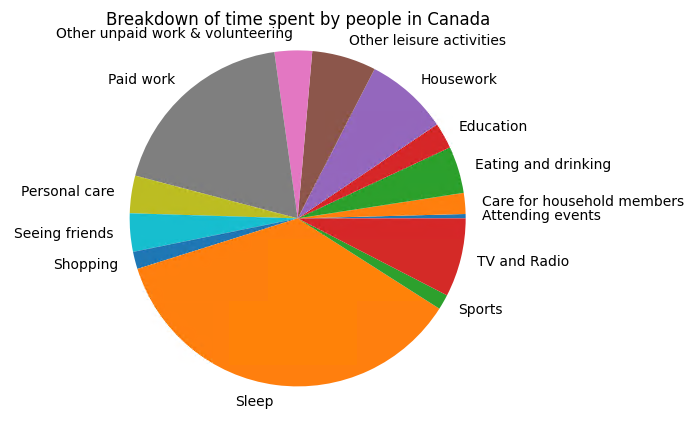 Breakdown of time spent by people in Canada
Other unpaid work & volunteering
Other leisure activities
Paid work
Housework
Education
Eating and drinking
Personal care
Care for household members
Attending events
Seeing friends
TV and Radio
Shopping
Sports
Sleep